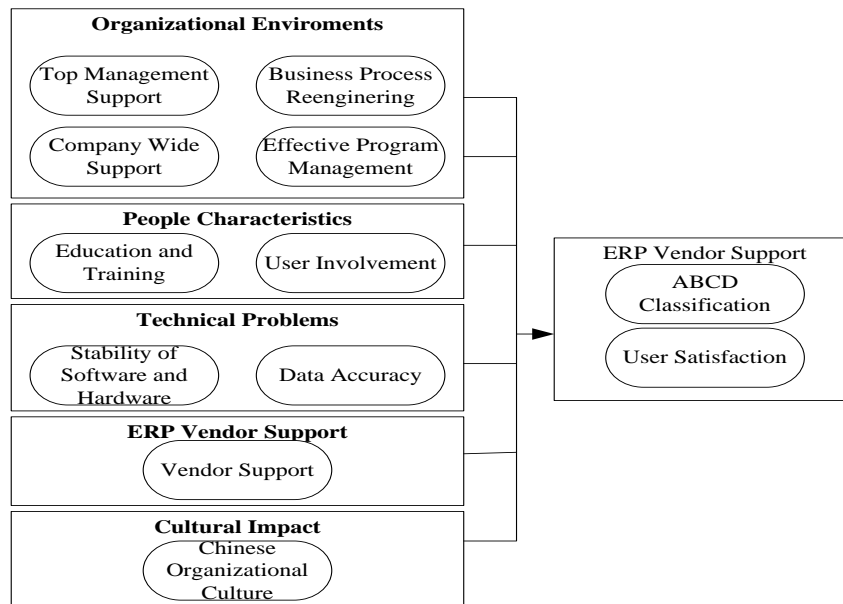 Organizational Enviroments
Top Management
Support
Business Process
Reenginering
Company Wide
Support
Effective Program
Management
People Characteristics
Education and
Training
User Involvement
Technical Problems
Stability of
Software and
Hardware
Data Accuracy
ERP Vendor Support
Vendor Support
Cultural Impact
Chinese
Organizational
Culture
ERP Vendor Support
ABCD
Classification
User Satisfaction